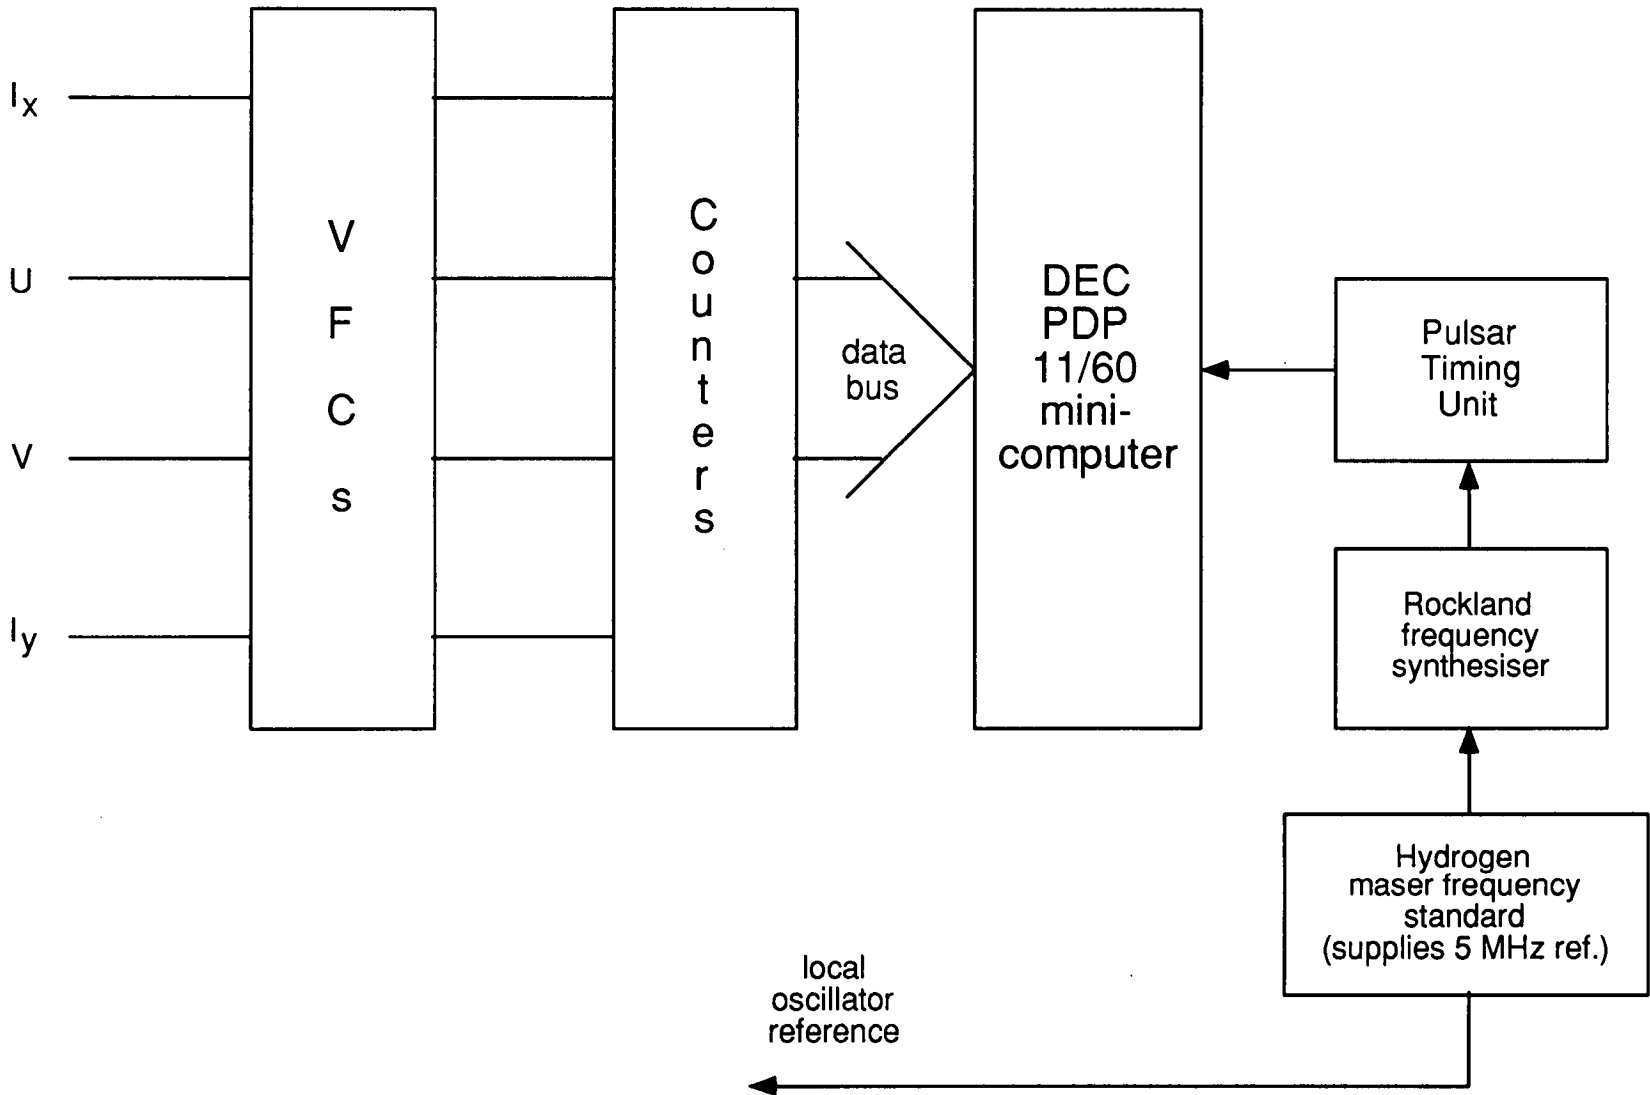 Ix
U
V
Iy
V
F
C
s
C
o
u
n
t
e
r
s
data
bus
DEC
PDP
11/60
mini-
computer
Pulsar
Timing
Unit
Rockland
frequency
synthesiser
Hydrogen
maser frequency
standard
(supplies 5 MHz ref.)
local
oscillator
reference